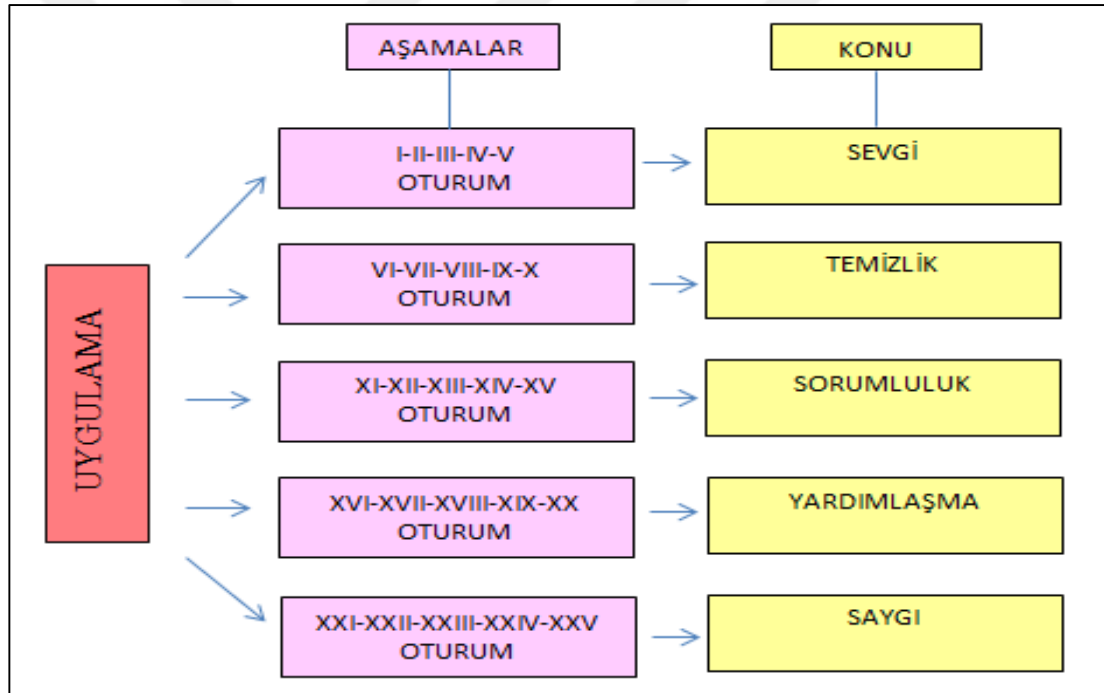 AŞAMALAR
KONU
I-II-III-IV-V
OTURUM
SEVGİ
VI-VII-VIII-IX-X
OTURUM
TEMİZLİK
UYGULAMA
XI-XII-XIII-XIV-XV
OTURUM
SORUMLULUK
XVI-XVII-XVIII-XIX-XX
OTURUM
YARDIMLAŞMA
XXI-XXII-XXIII-XXIV-XXV
OTURUM
SAYGI